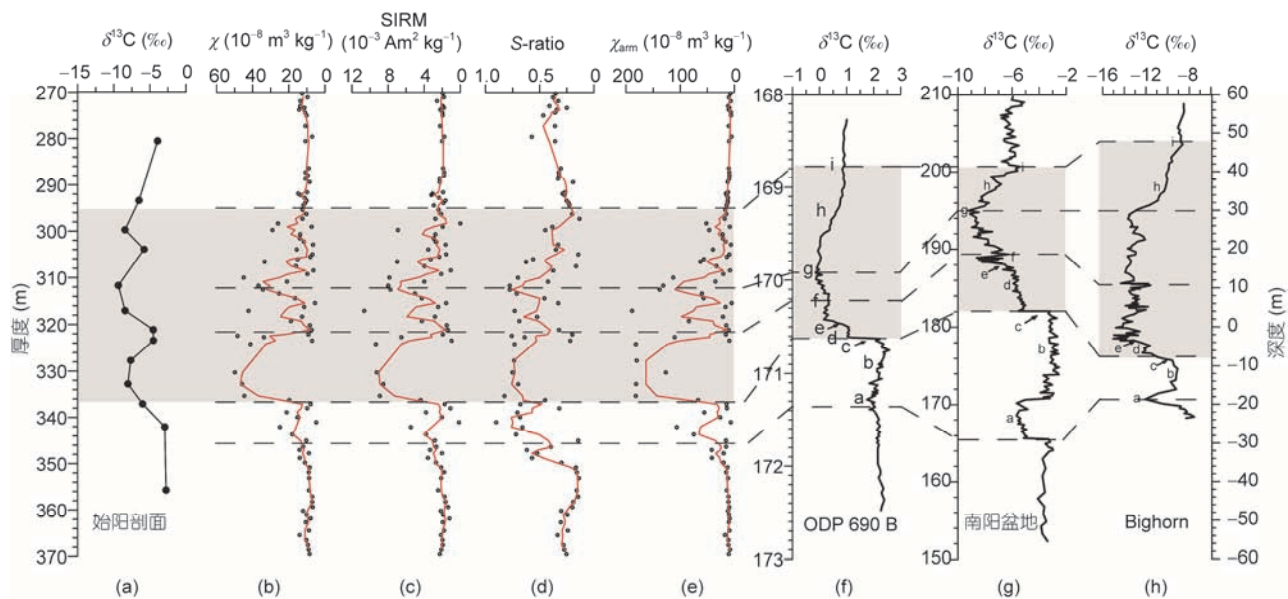 δ¹³C (‰)
χ (10⁻⁸ m³ kg⁻¹)
SIRM
(10⁻³ Am² kg⁻¹)
S-ratio
χarm (10⁻⁸ m³ kg⁻¹)
δ¹³C (‰)
δ¹³C (‰)
δ¹³C (‰)
−15 −10 −5 0
60 40 20 0
12 8 4 0
1.0 0.5 0
200 100 0
−1 0 1 2 3
−10 −6 −2
−16 −12 −8
厚度 (m)
270
280
290
300
310
320
330
340
350
360
370
168
169
170
171
172
173
210
200
190
180
170
160
150
60
50
40
30
20
10
0
−10
−20
−30
−40
−50
−60
深度 (m)
i
h
g
f
e
d
c
b
a
i
h
g
f
e
d
c
b
a
i
h
e
d
c
b
a
始阳剖面
ODP 690 B
南阳盆地
Bighorn
(a) (b) (c) (d) (e) (f) (g) (h)